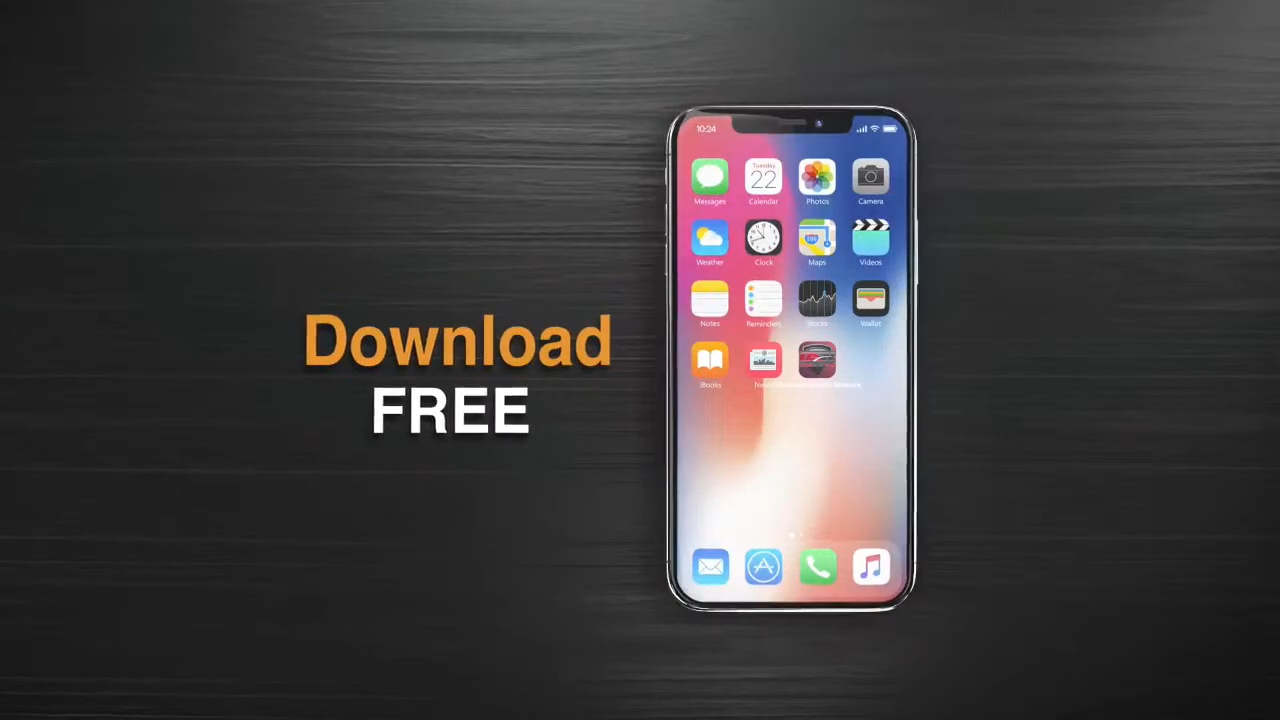 Download
FREE
10:24
Tuesday
22
Messages
Calendar
Photos
Camera
Weather
Clock
Maps
Videos
Notes
Reminders
Stocks
Wallet
iBooks